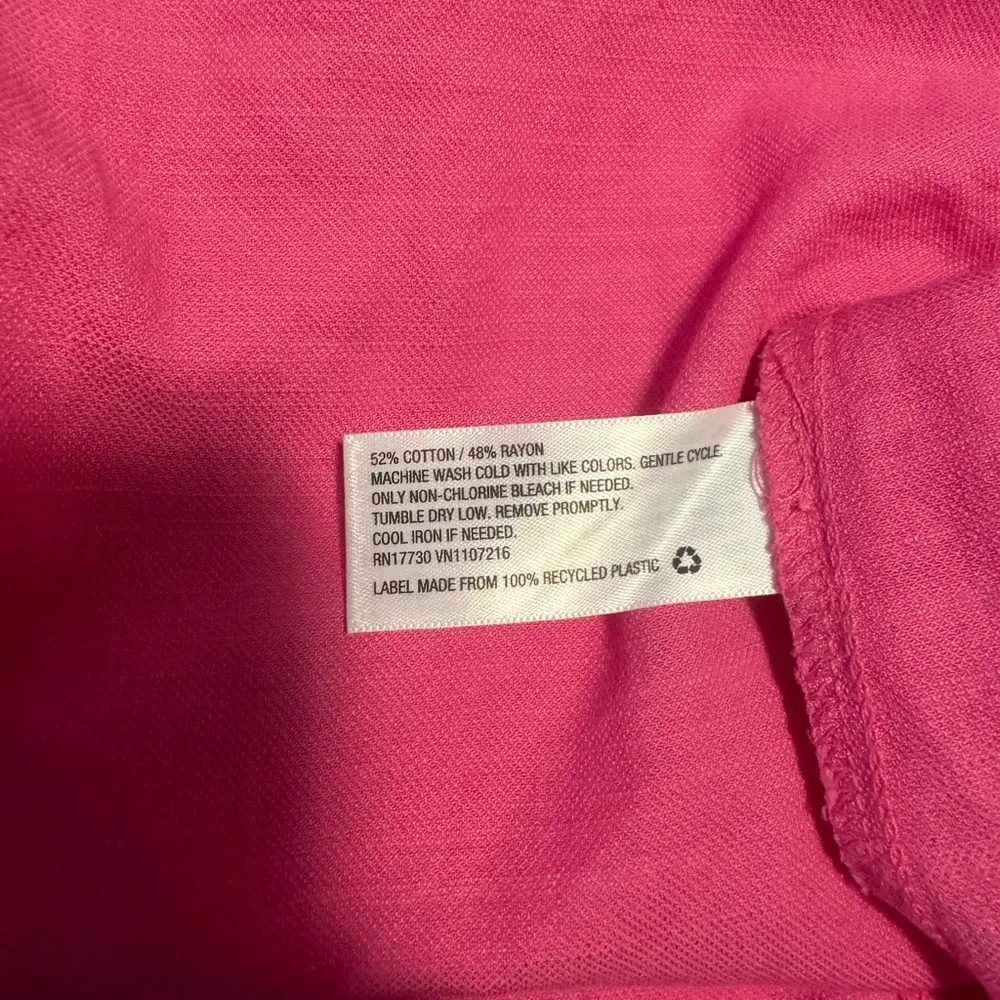 52% COTTON / 48% RAYON
MACHINE WASH COLD WITH LIKE COLORS. GENTLE CYCLE.
ONLY NON-CHLORINE BLEACH IF NEEDED.
TUMBLE DRY LOW. REMOVE PROMPTLY.
COOL IRON IF NEEDED.
RN17730 VN1107216
LABEL MADE FROM 100% RECYCLED PLASTIC